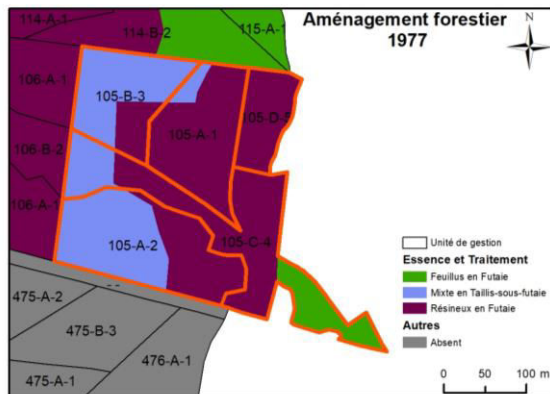 Aménagement forestier
1977
N
114-A-1
114-B-2
115-A-1
106-A-1
105-B-3
105-D-5
105-A-1
106-B-2
106-A-1
105-A-2
105-C-4
475-A-2
475-B-3
476-A-1
475-A-1
Unité de gestion
Essence et Traitement
Feuillus en Futaie
Mixte en Taillis-sous-futaie
Résineux en Futaie
Autres
Absent
0 50 100 m